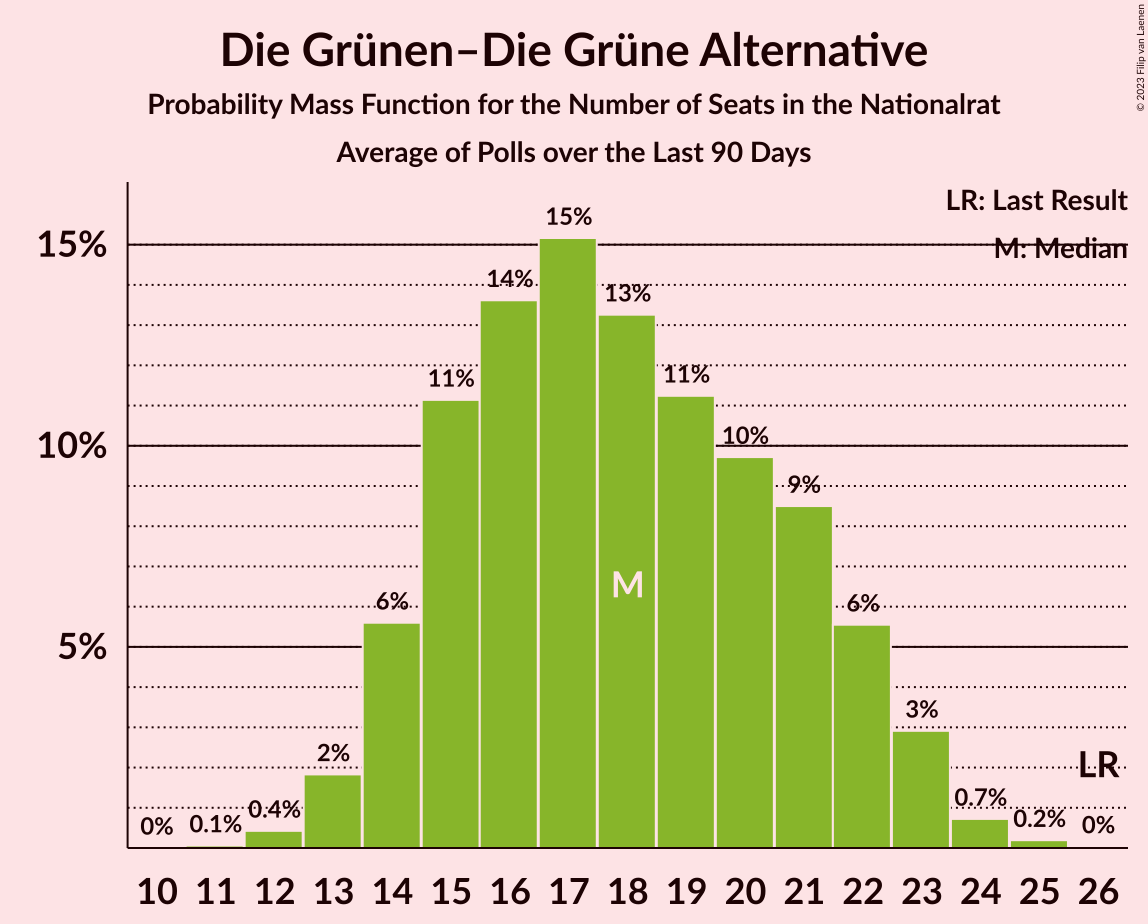 Die Grünen–Die Grüne Alternative
Probability Mass Function for the Number of Seats in the Nationalrat
Average of Polls over the Last 90 Days
© 2023 Filip van Laenen
LR: Last Result
M: Median
15%
10%
5%
0%
0.1%
0.4%
2%
6%
11%
14%
15%
13%
11%
10%
9%
6%
3%
0.7%
0.2%
0%
M
LR
10 11 12 13 14 15 16 17 18 19 20 21 22 23 24 25 26